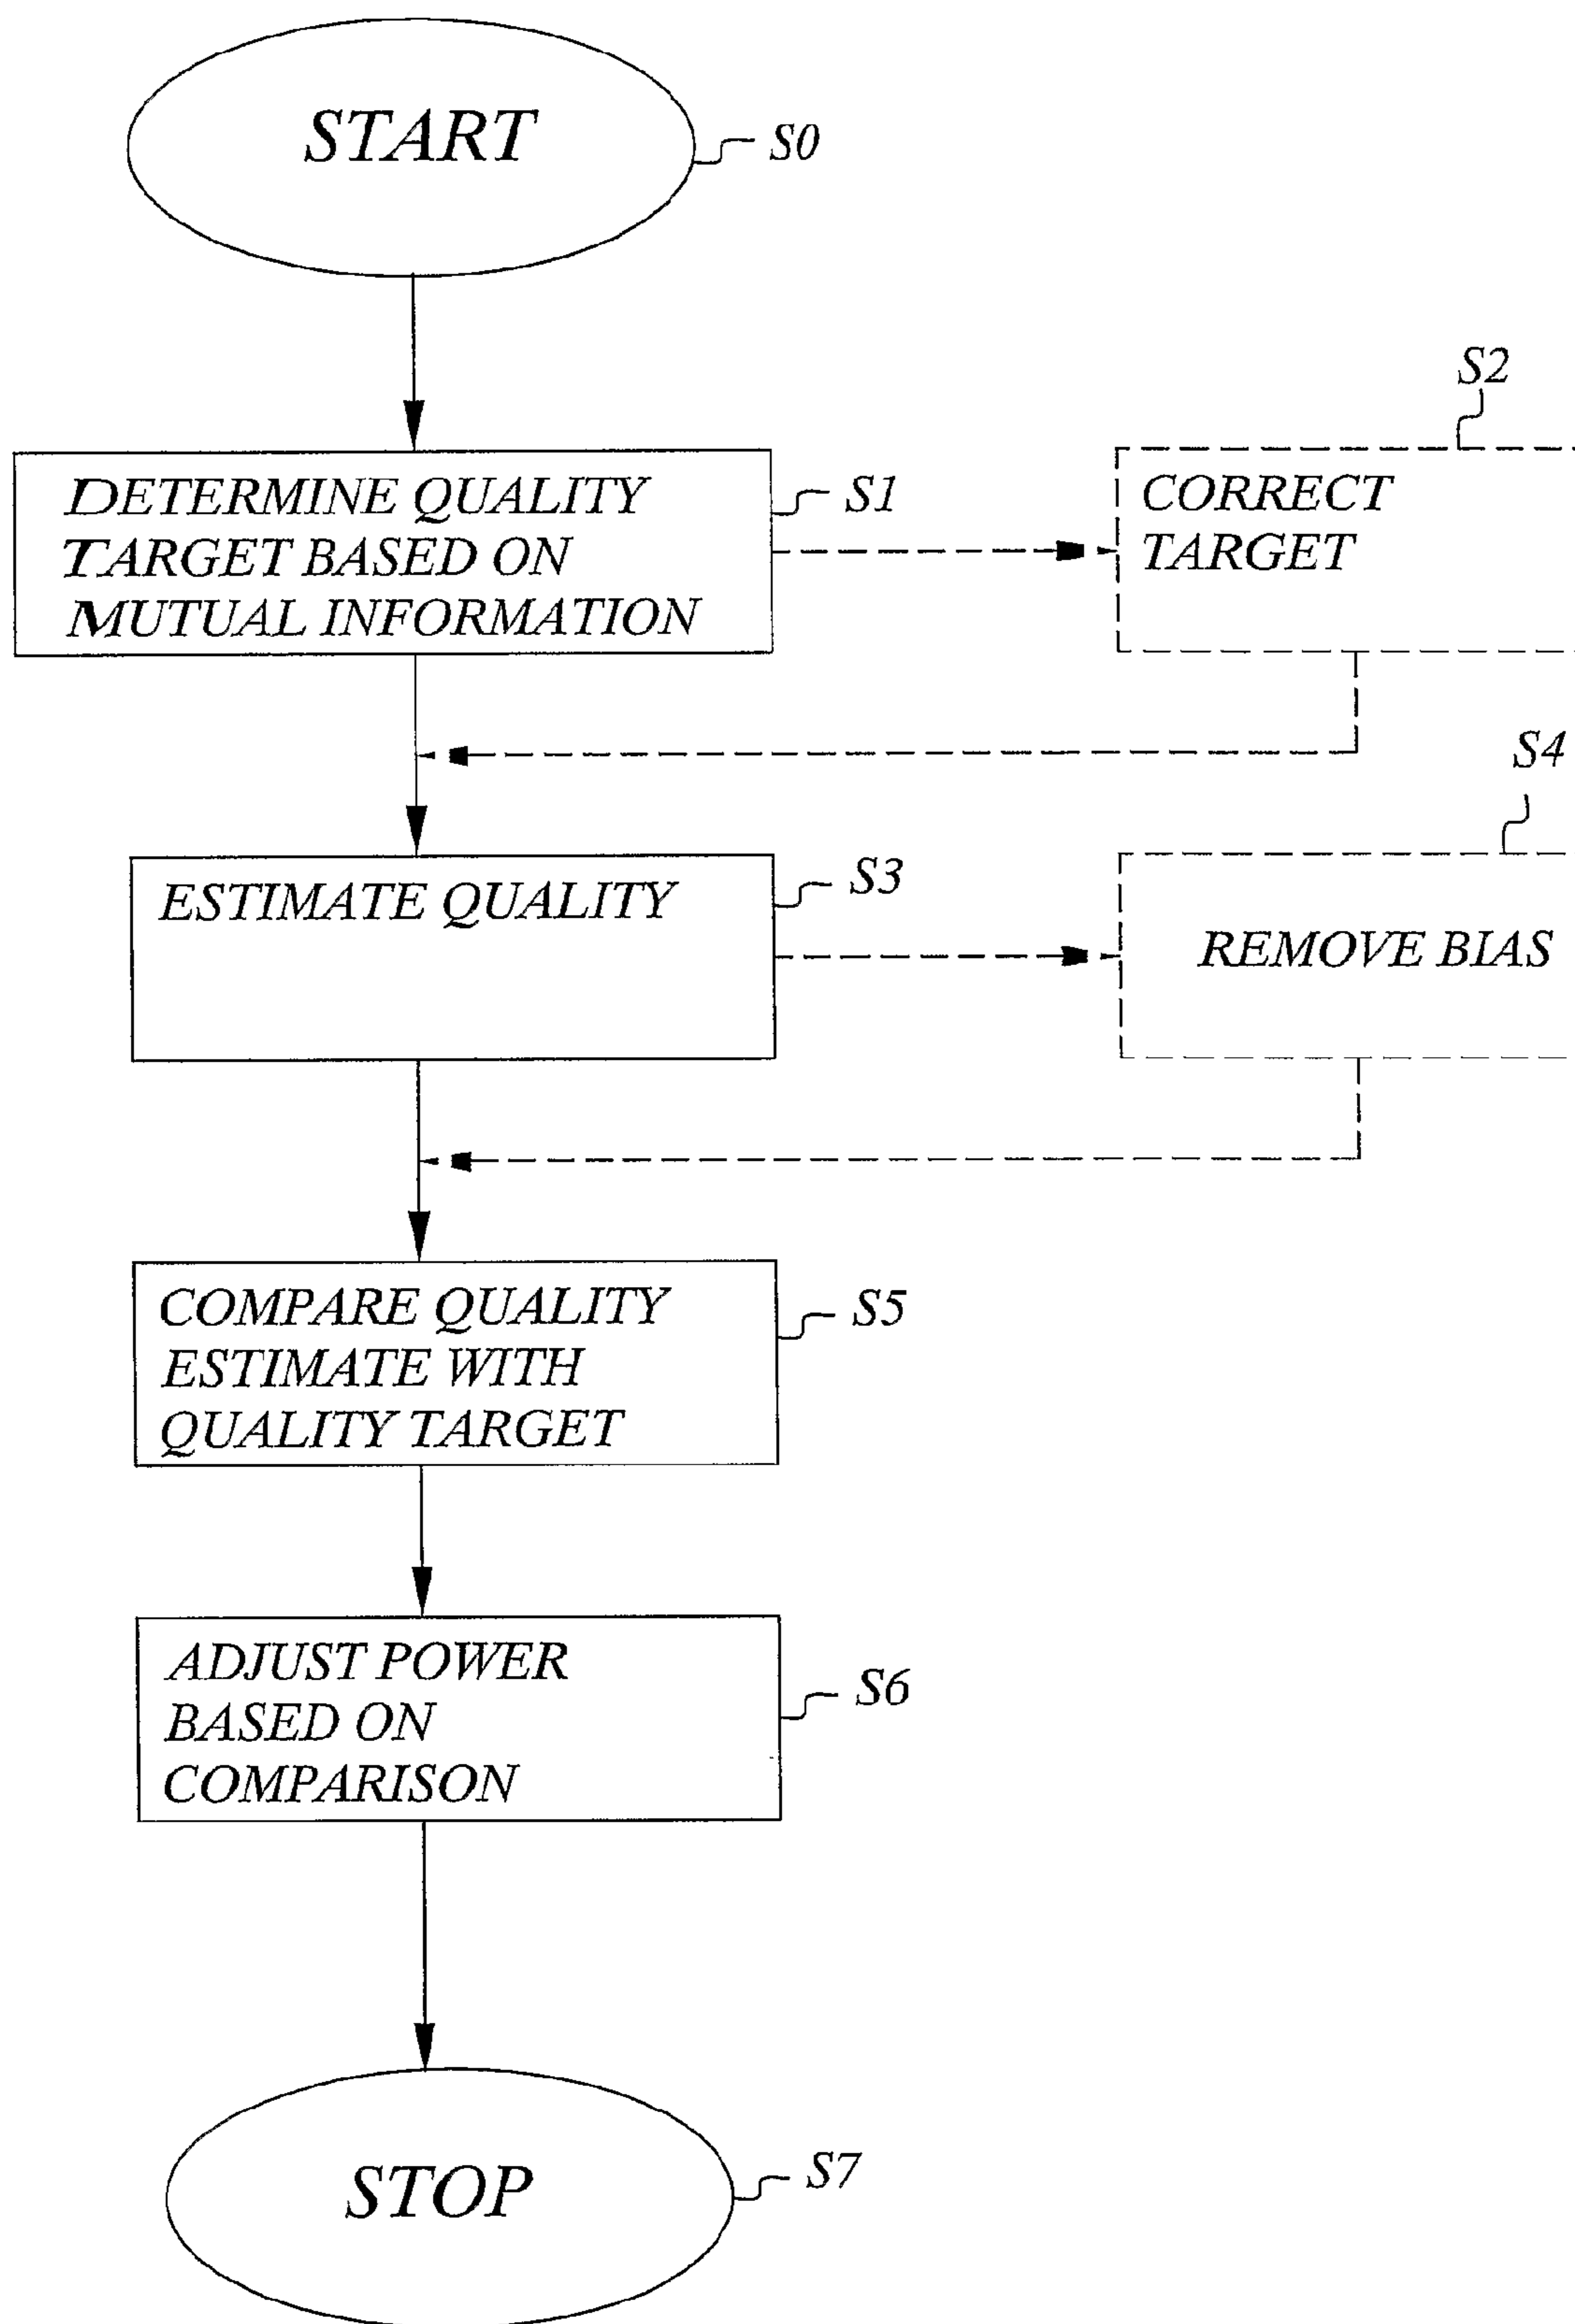 START
S0
S2
DETERMINE QUALITY
TARGET BASED ON
MUTUAL INFORMATION
S1
CORRECT
TARGET
S4
ESTIMATE QUALITY
S3
REMOVE BIAS
COMPARE QUALITY
ESTIMATE WITH
QUALITY TARGET
S5
ADJUST POWER
BASED ON
COMPARISON
S6
STOP
S7